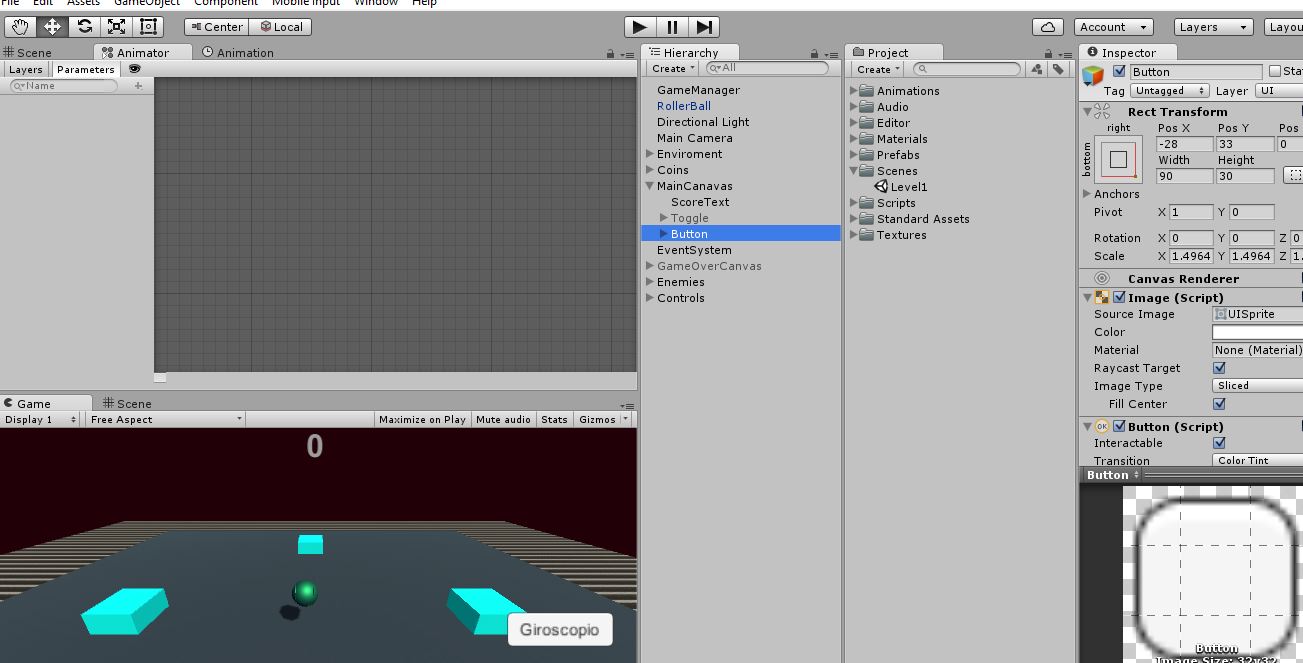 File Edit Assets GameObject Component Mobile Input Window Help
Center Local
Account Layers Layou
Scene Animator Animation
Layers Parameters
Name
Game Scene
Display 1 Free Aspect Maximize on Play Mute audio Stats Gizmos
0
Giroscopio
Hierarchy
Create All
GameManager
RollerBall
Directional Light
Main Camera
Enviroment
Coins
MainCanavas
ScoreText
Toggle
Button
EventSystem
GameOverCanvas
Enemies
Controls
Project
Create
Animations
Audio
Editor
Materials
Prefabs
Scenes
Level1
Scripts
Standard Assets
Textures
Inspector
Button Sta
Tag Untagged Layer UI
Rect Transform
right Pos X Pos Y Pos
bottom
-28 33 0
Width Height
90 30
Anchors
Pivot X 1 Y 0
Rotation X 0 Y 0 Z 0
Scale X 1.4964 Y 1.4964 Z 1.
Canvas Renderer
Image (Script)
Source Image UISprite
Color
Material None (Material)
Raycast Target
Image Type Sliced
Fill Center
OK Button (Script)
Interactable
Transition Color Tint
Button
Button
Image Size: 32x32